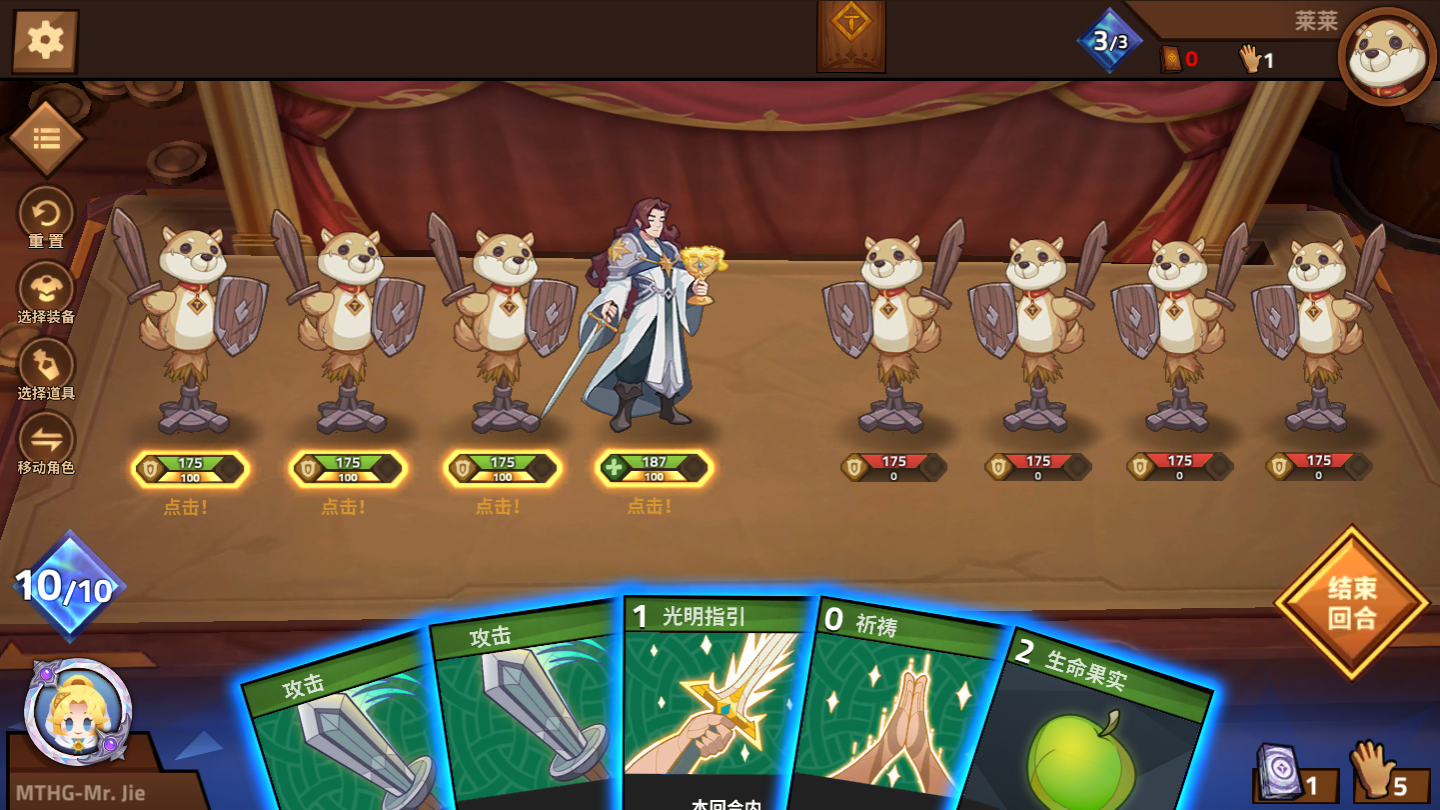 莱莱
3/3
0
1
重置
选择装备
选择道具
移动角色
175
100
175
100
175
100
187
100
175
0
175
0
175
0
175
0
点击!
点击!
点击!
点击!
10/10
结束
回合
攻击
攻击
1 光明指引
0 祈祷
2 生命果实
本回合内
MTHG-Mr. Jie
1
5